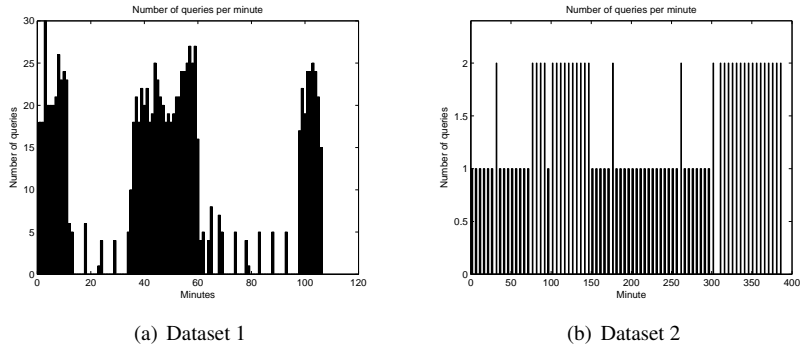 Number of queries per minute
30
25
20
15
10
5
0
Number of queries
0 20 40 60 80 100 120
Minutes
(a) Dataset 1
Number of queries per minute
2
1.5
1
0.5
0
Number of queries
0 50 100 150 200 250 300 350 400
Minute
(b) Dataset 2